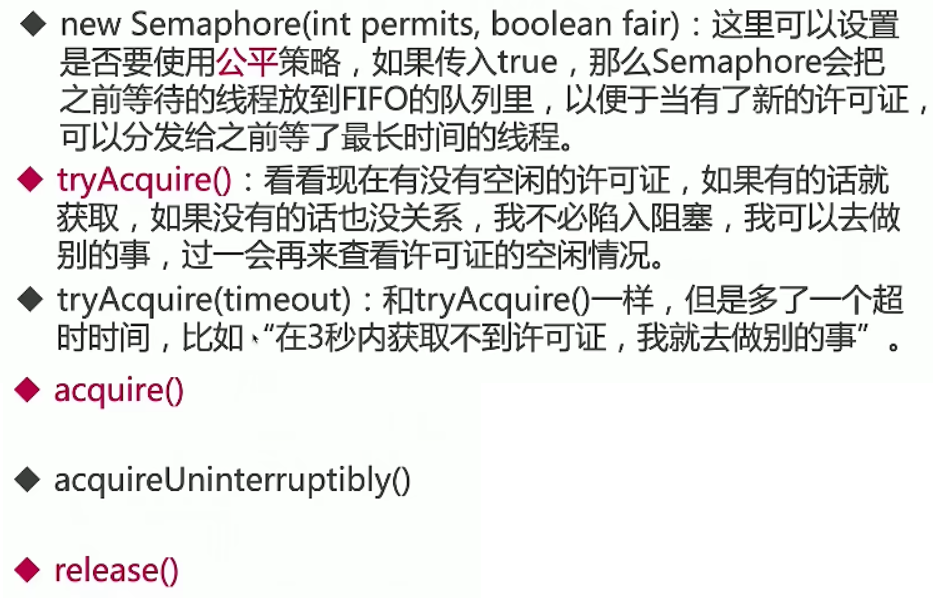 ◆ new Semaphore(int permits, boolean fair)：这里可以设置
是否要使用公平策略，如果传入true，那么Semaphore会把
之前等待的线程放到FIFO的队列里，以便于当有了新的许可证，
可以分发给之前等了最长时间的线程。
◆ tryAcquire()：看看现在有没有空闲的许可证，如果有的话就
获取，如果没有的话也没关系，我不必陷入阻塞，我可以去做
别的事，过一会再来查看许可证的空闲情况。
◆ tryAcquire(timeout)：和tryAcquire()一样，但是多了一个超
时时间，比如“在3秒内获取不到许可证，我就去做别的事”。
◆ acquire()
◆ acquireUninterruptibly()
◆ release()